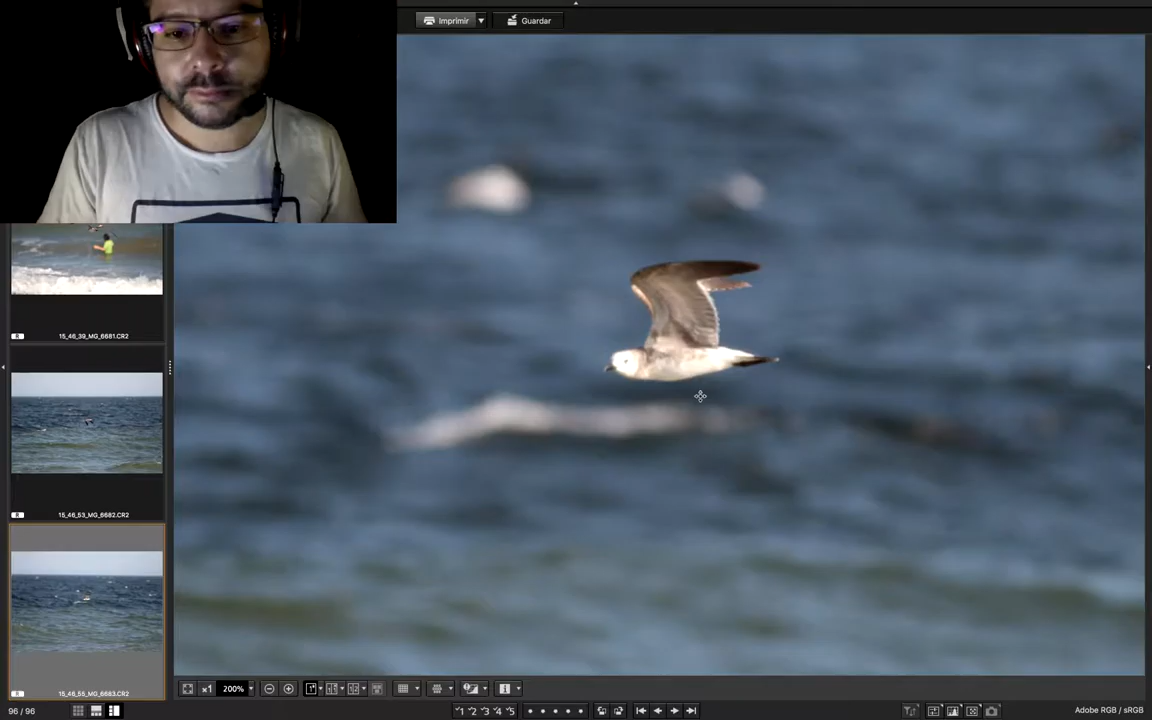 Imprimir
Guardar
15_46_39_MG_6681.CR2
15_46_53_MG_6682.CR2
R
15_46_55_MG_6683.CR2
x1
200%
96 / 96
1 2 3 4 5
Adobe RGB / sRGB